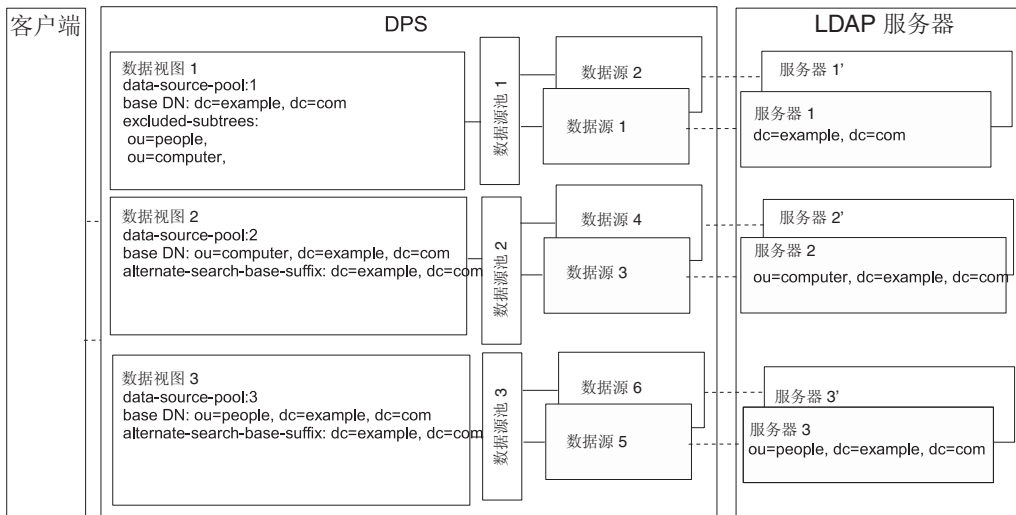 客户端
DPS
LDAP 服务器
数据视图 1
data-source-pool:1
base DN: dc=example, dc=com
excluded-subtrees:
ou=people,
ou=computer,
数据源池 1
数据源 2
数据源 1
服务器 1’
服务器 1
dc=example, dc=com
数据视图 2
data-source-pool:2
base DN: ou=computer, dc=example, dc=com
alternate-search-base-suffix: dc=example, dc=com
数据源池 2
数据源 4
数据源 3
服务器 2’
服务器 2
ou=computer, dc=example, dc=com
数据视图 3
data-source-pool:3
base DN: ou=people, dc=example, dc=com
alternate-search-base-suffix: dc=example, dc=com
数据源池 3
数据源 6
数据源 5
服务器 3’
服务器 3
ou=people, dc=example, dc=com